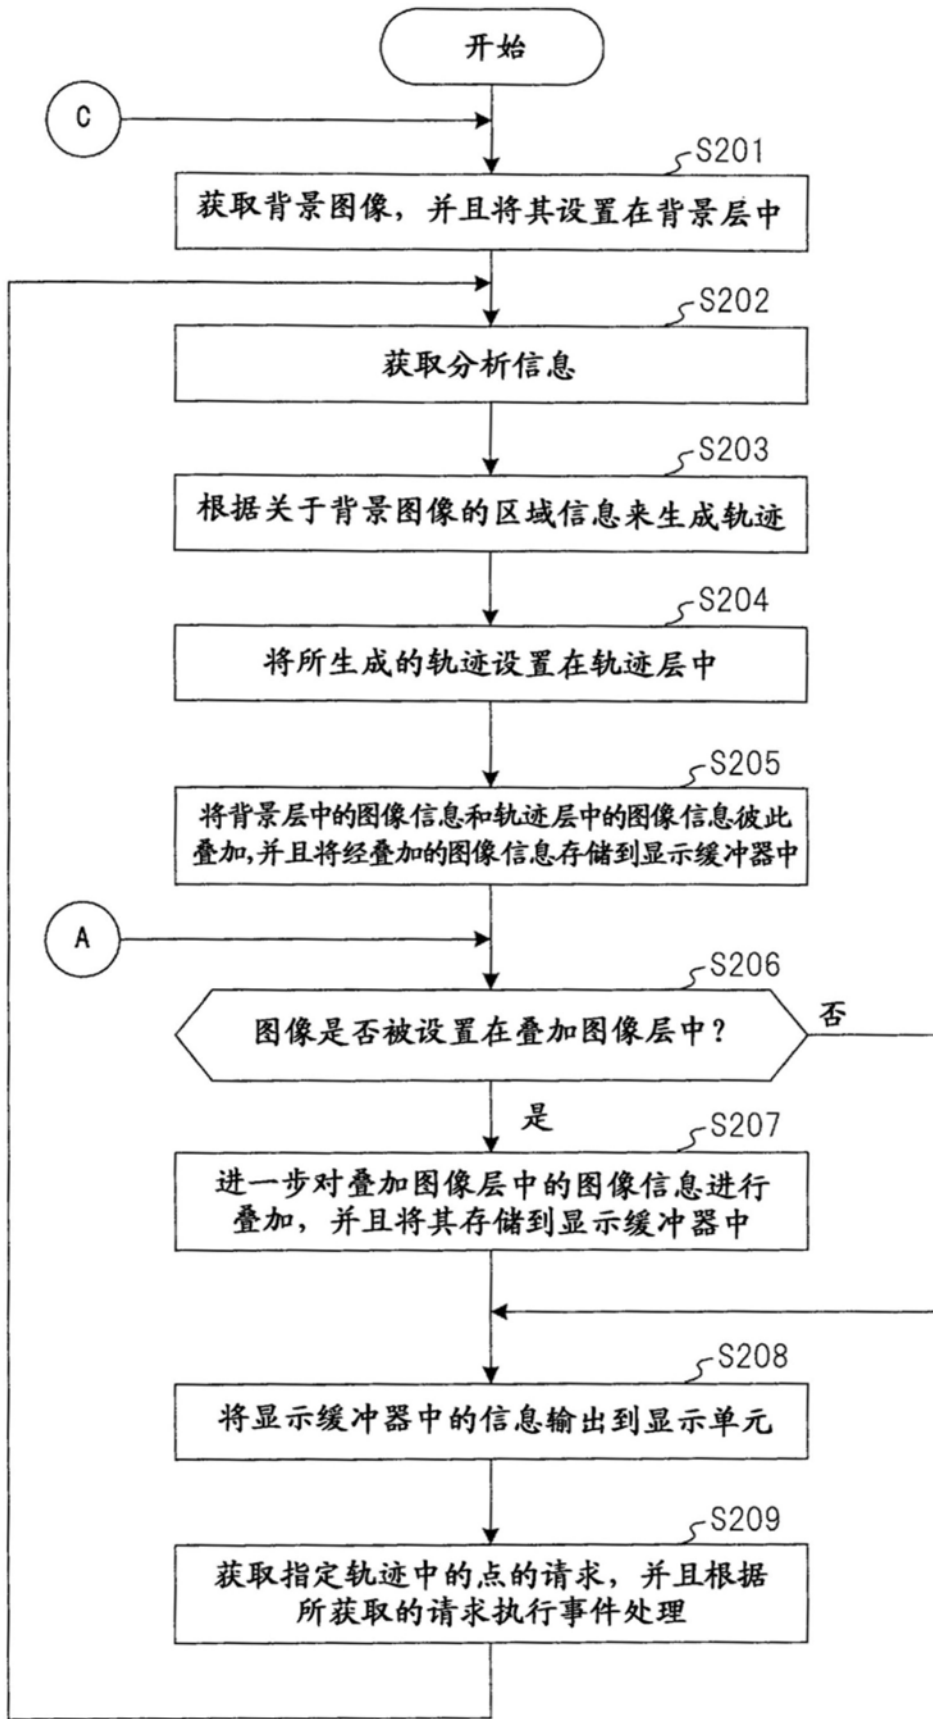 开始
C
S201
获取背景图像，并且将其设置在背景层中
S202
获取分析信息
S203
根据关于背景图像的区域信息来生成轨迹
S204
将所生成的轨迹设置在轨迹层中
S205
将背景层中的图像信息和轨迹层中的图像信息彼此
叠加,并且将经叠加的图像信息存储到显示缓冲器中
A
S206
图像是否被设置在叠加图像层中？
否
是
S207
进一步对叠加图像层中的图像信息进行
叠加，并且将其存储到显示缓冲器中
S208
将显示缓冲器中的信息输出到显示单元
S209
获取指定轨迹中的点的请求，并且根据
所获取的请求执行事件处理